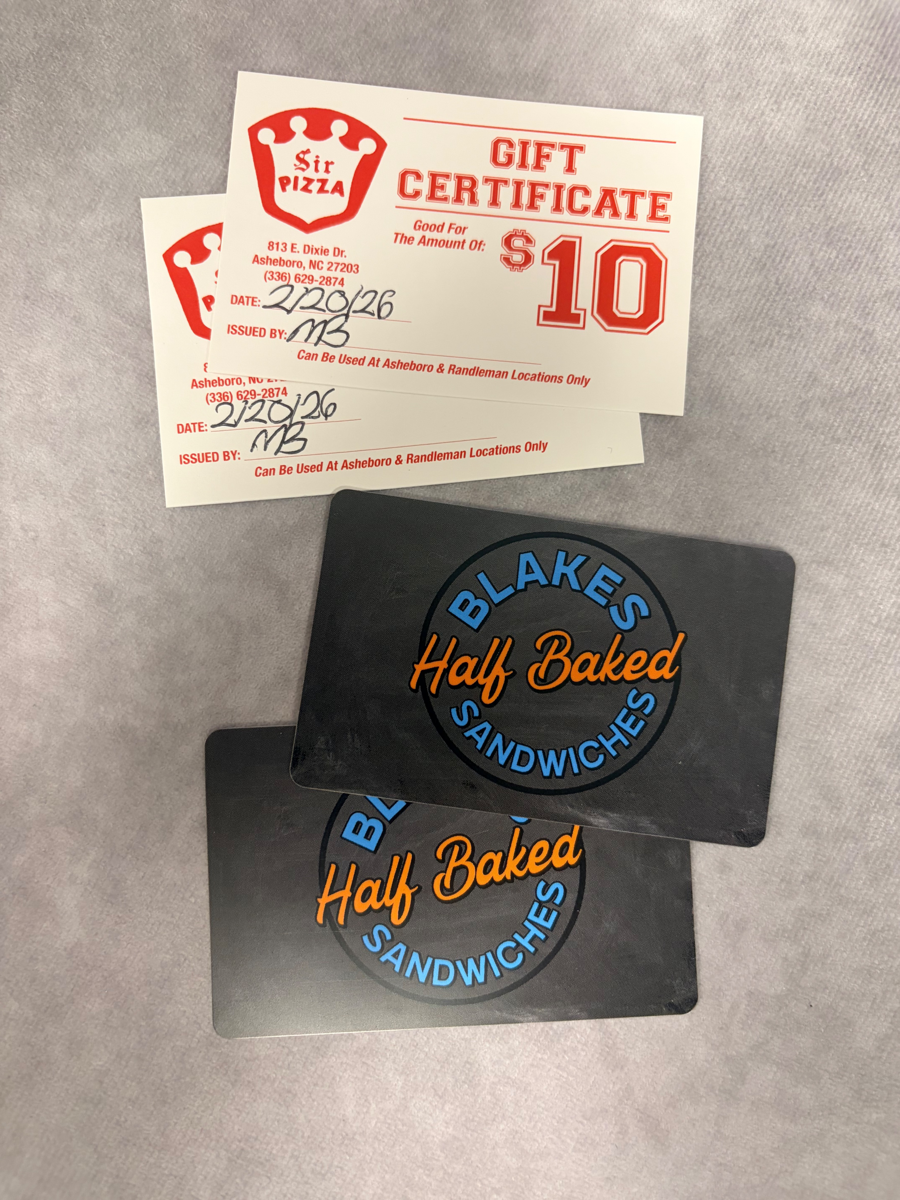 Sir
PIZZA
813 E. Dixie Dr.
Asheboro, NC 27203
(336) 629-2874
DATE: 2/20/26
ISSUED BY: MB
GIFT
CERTIFICATE
Good For
The Amount Of: $10
Can Be Used At Asheboro & Randleman Locations Only
Asheboro, NC
(336) 629-2874
DATE: 2/20/26
ISSUED BY: MB
Can Be Used At Asheboro & Randleman Locations Only
BLAKES
Half Baked
SANDWICHES
BL
Half Baked
SANDWICHES